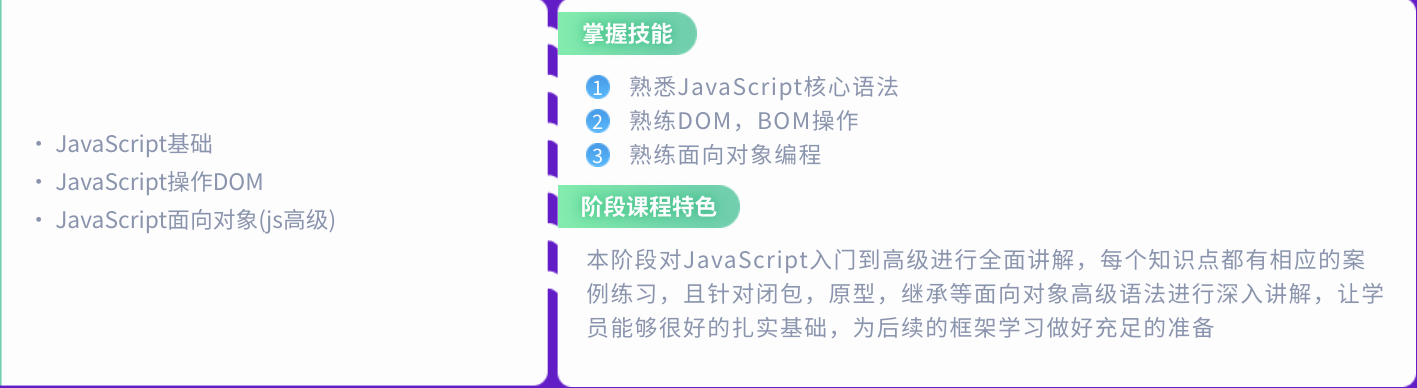 • JavaScript基础
• JavaScript操作DOM
• JavaScript面向对象(js高级)
掌握技能
1 熟悉JavaScript核心语法
2 熟练DOM，BOM操作
3 熟练面向对象编程
阶段课程特色
本阶段对JavaScript入门到高级进行全面讲解，每个知识点都有相应的案
例练习，且针对闭包，原型，继承等面向对象高级语法进行深入讲解，让学
员能够很好的扎实基础，为后续的框架学习做好充足的准备